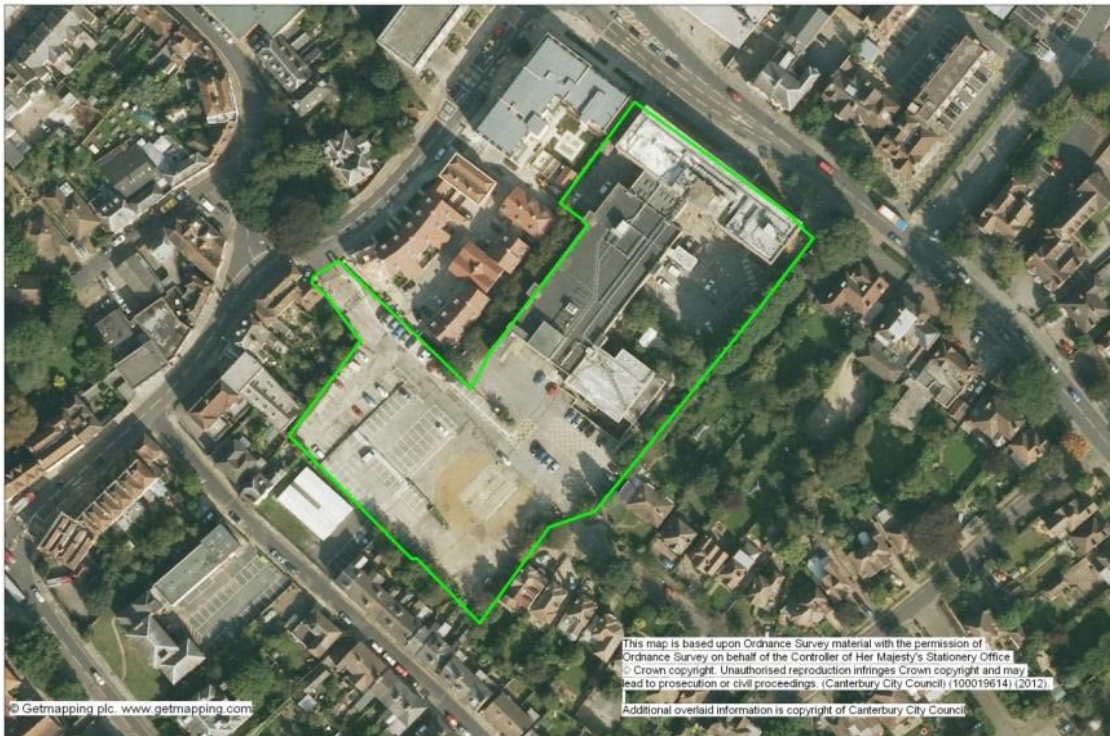 This map is based upon Ordnance Survey material with the permission of
Ordnance Survey on behalf of the Controller of Her Majesty's Stationery Office
© Crown copyright. Unauthorised reproduction infringes Crown copyright and may
lead to prosecution or civil proceedings. (Canterbury City Council) (100019614) (2012).
Additional overlaid information is copyright of Canterbury City Council
© Getmapping plc. www.getmapping.com